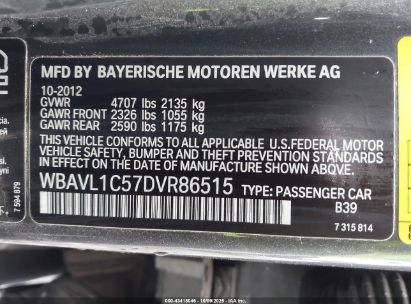 MFD BY BAYERISCHE MOTOREN WERKE AG
10-2012
GVWR 4707 lbs 2135 kg
GAWR FRONT 2326 lbs 1055 kg
GAWR REAR 2590 lbs 1175 kg
THIS VEHICLE CONFORMS TO ALL APPLICABLE
U.S.FEDERAL MOTOR
VEHICLE SAFETY, BUMPER, AND THEFT PREVENTION
STANDARDS IN EFFECT ON THE DATE OF
MANUFACTURE SHOWN ABOVE.
WBAVL1C57DVR86515 TYPE: PASSENGER CAR
B39
7 315 814
7 594 879